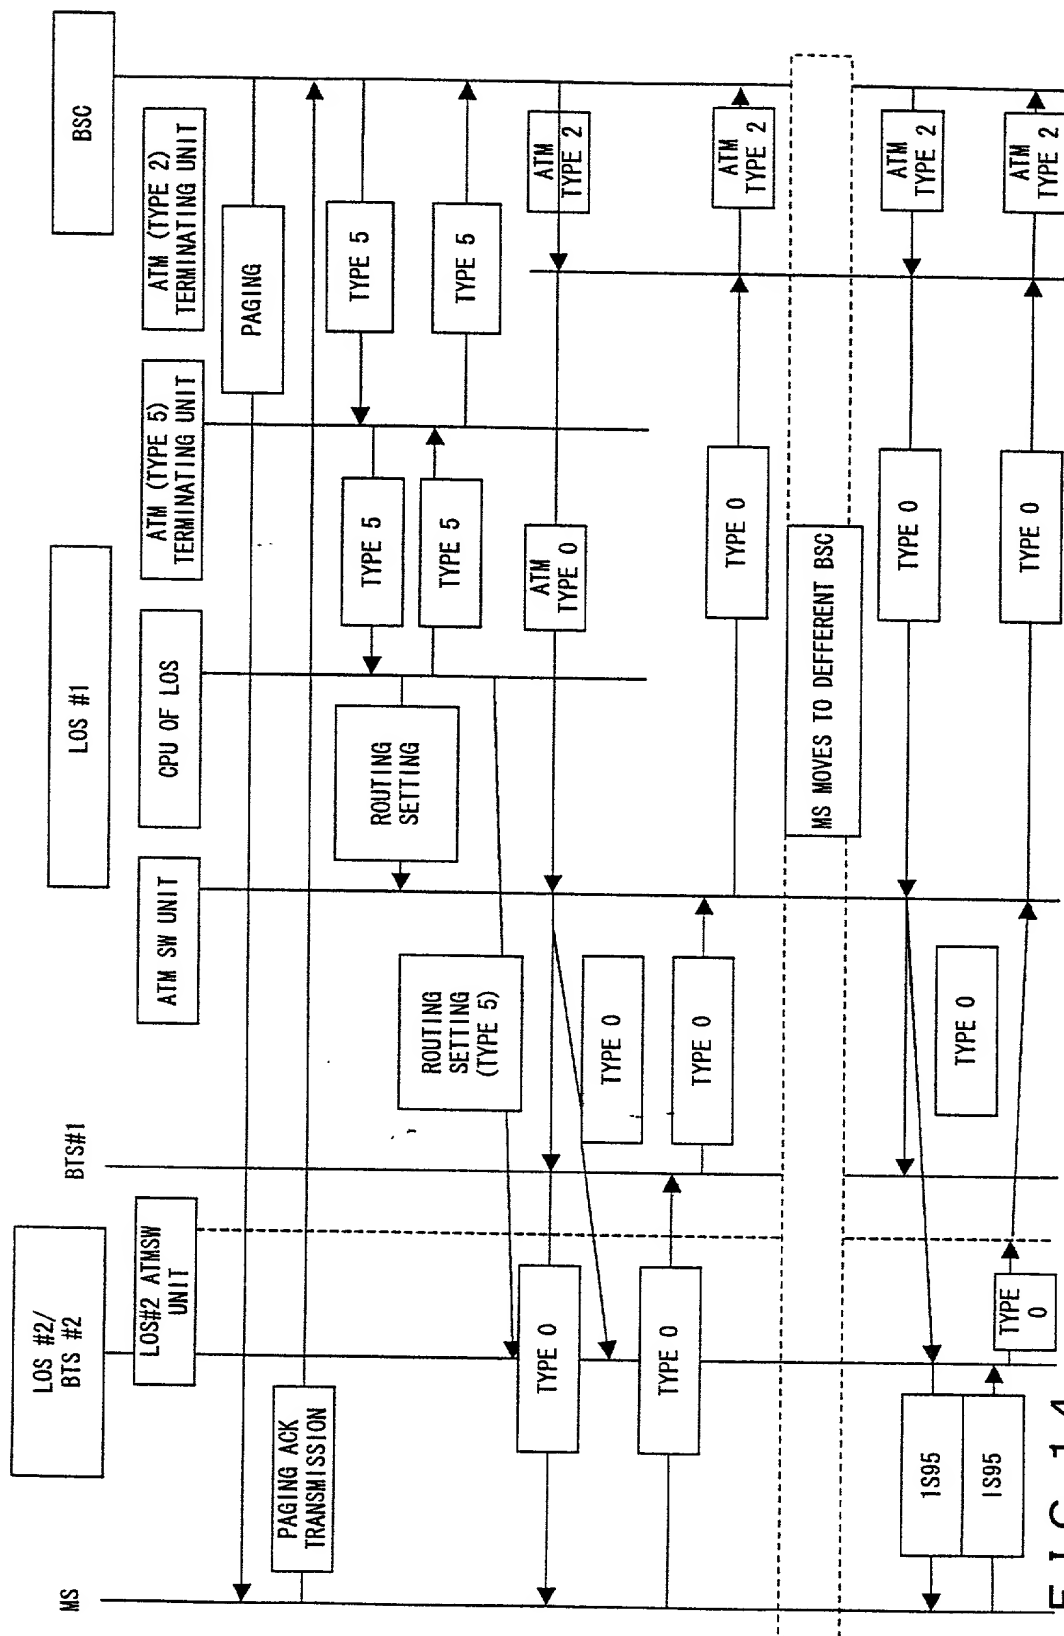 MS
LOS #2/
BTS #2
LOS#2 ATMSW
UNIT
BTS#1
LOS #1
ATM SW UNIT
CPU OF LOS
ATM (TYPE 5)
TERMINATING UNIT
ATM (TYPE 2)
TERMINATING UNIT
BSC
PAGING
PAGING ACK
TRANSMISSION
TYPE 5
TYPE 5
ROUTING
SETTING
TYPE 5
TYPE 5
ROUTING
SETTING
(TYPE 5)
ATM
TYPE 2
ATM
TYPE 0
TYPE 0
TYPE 0
TYPE 0
TYPE 0
TYPE 0
ATM
TYPE 2
MS MOVES TO DEFFERENT BSC
ATM
TYPE 2
TYPE 0
TYPE 0
1S95
IS95
TYPE
0
TYPE 0
ATM
TYPE 2
FIG. 14